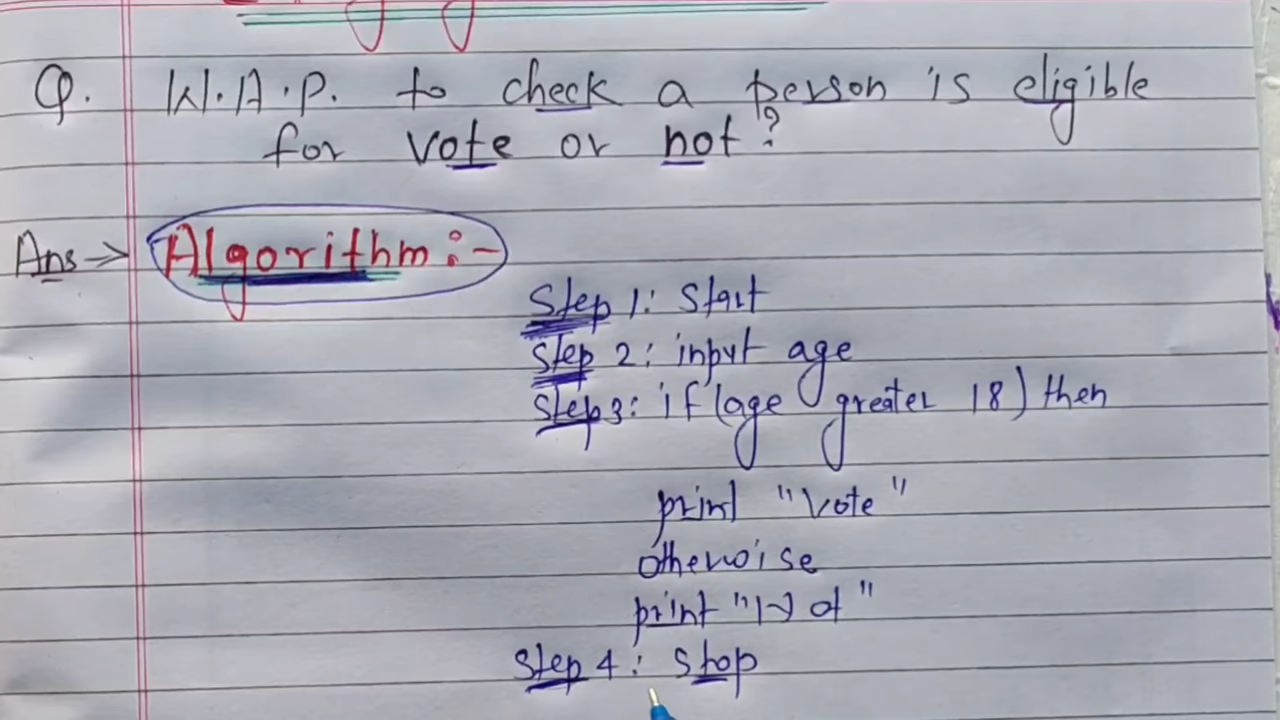 Q. W.A.P. to check a person is eligible
for vote or not?
Ans → Algorithm :-
Step 1: Start
Step 2: input age
Step 3: if (age greater 18) then
print "Vote"
otherwise
print "Not"
Step 4: Stop